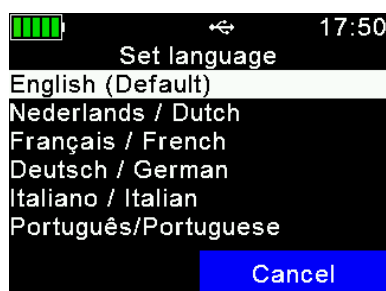 17:50
Set language
English (Default)
Nederlands / Dutch
Français / French
Deutsch / German
Italiano / Italian
Português/Portuguese
Cancel